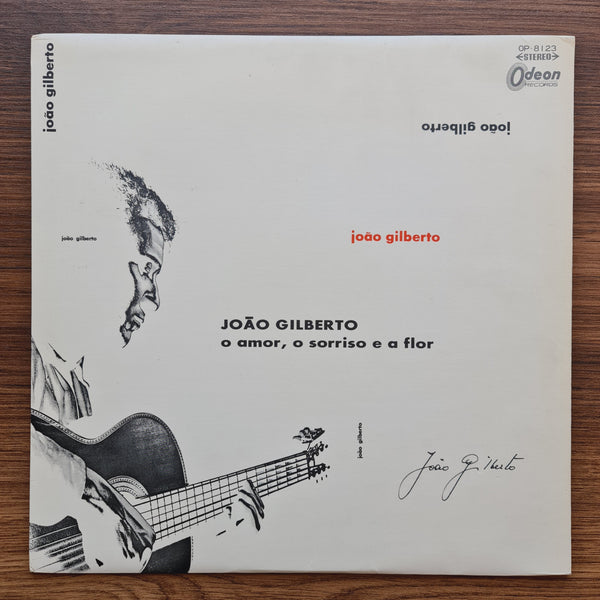 joão gilberto
OP-8123
STEREO
Odeon
RECORDS
joão gilberto
joão gilberto
joão gilberto
JOÃO GILBERTO
o amor, o sorriso e a flor
joão gilberto
João Gilberto